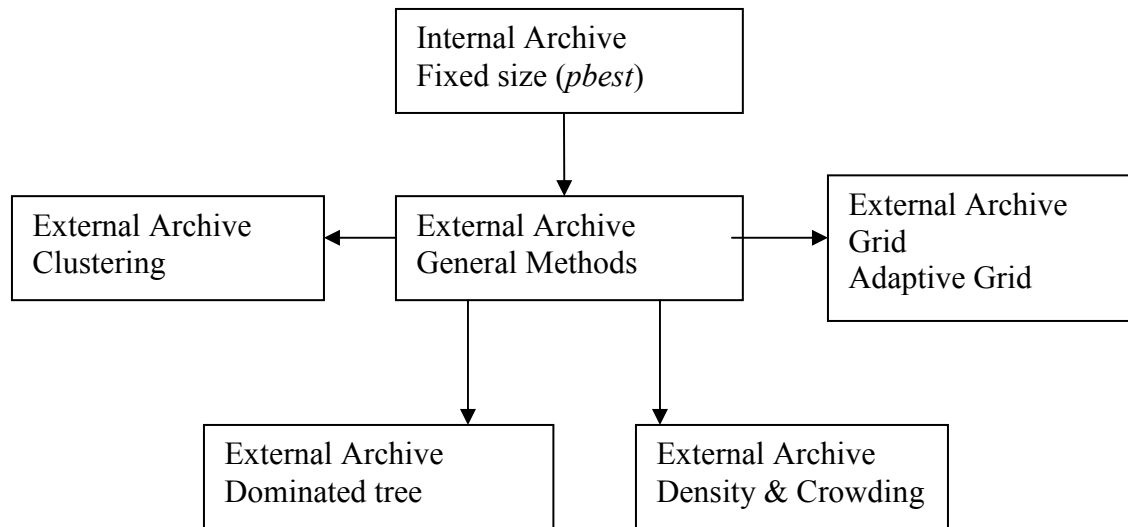 Internal Archive
Fixed size (pbest)
External Archive
Clustering
External Archive
General Methods
External Archive
Grid
Adaptive Grid
External Archive
Dominated tree
External Archive
Density & Crowding